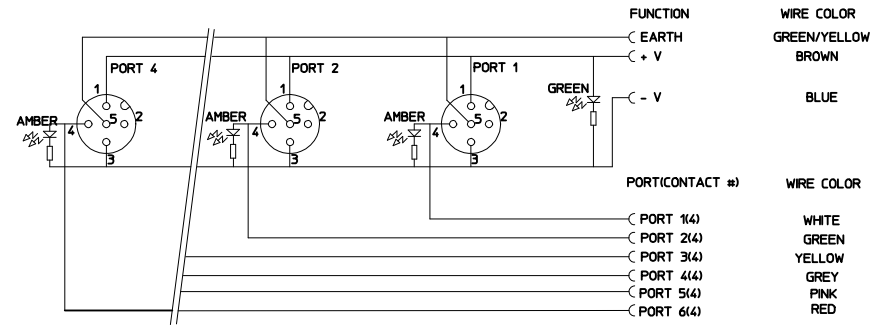 FUNCTION WIRE COLOR
EARTH GREEN/YELLOW
+ V BROWN
PORT 4 PORT 2 PORT 1
1 1 1 GREEN
- V BLUE
AMBER 4 5 2 AMBER 4 5 2 AMBER 4 5 2
3 3 3
PORT(CONTACT #) WIRE COLOR
PORT 1(4) WHITE
PORT 2(4) GREEN
PORT 3(4) YELLOW
PORT 4(4) GREY
PORT 5(4) PINK
PORT 6(4) RED